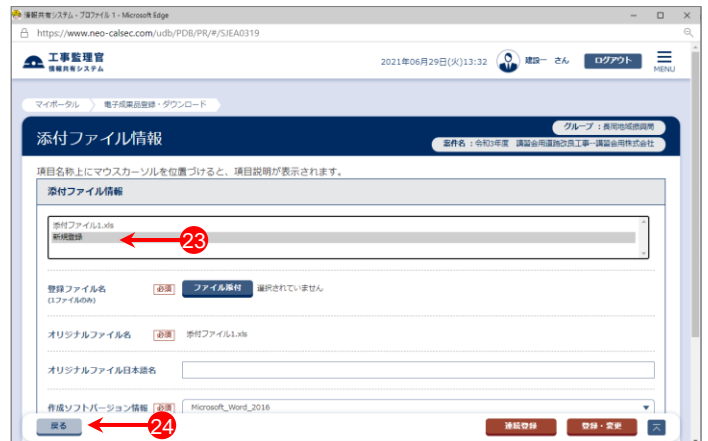 情報共有システム - プロファイル 1 - Microsoft Edge
https://www.neo-calsec.com/udb/PDB/PR/#/SJEA0319
工事監理官
情報共有システム
2021年06月29日(火)13:32
建設一 さん
ログアウト
MENU
マイポータル
電子成果品登録・ダウンロード
添付ファイル情報
グループ : 長岡地域振興局
案件名 : 令和3年度 講習会用道路改良工事−講習会用株式会社
項目名称上にマウスカーソルを位置づけると、項目説明が表示されます。
添付ファイル情報
添付ファイル1.xls
新規登録
23
登録ファイル名
(1ファイルのみ)
必須
ファイル添付
選択されていません
オリジナルファイル名
必須
添付ファイル1.xls
オリジナルファイル日本語名
作成ソフトバージョン情報
必須
Microsoft_Word_2016
戻る
24
連続登録
登録・変更